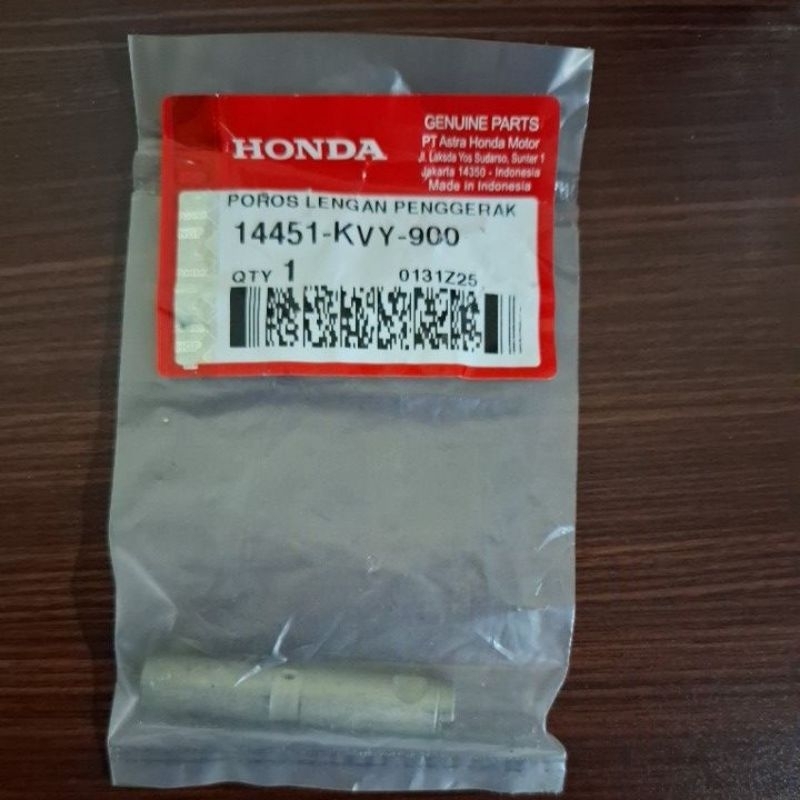 HONDA
GENUINE PARTS
PT Astra Honda Motor
Jl. Laksda Yos Sudarso, Sunter 1
Jakarta 14350 - Indonesia
Made in Indonesia
POROS LENGAN PENGGERAK
14451-KVY-900
QTY 1 0131Z25
HGP